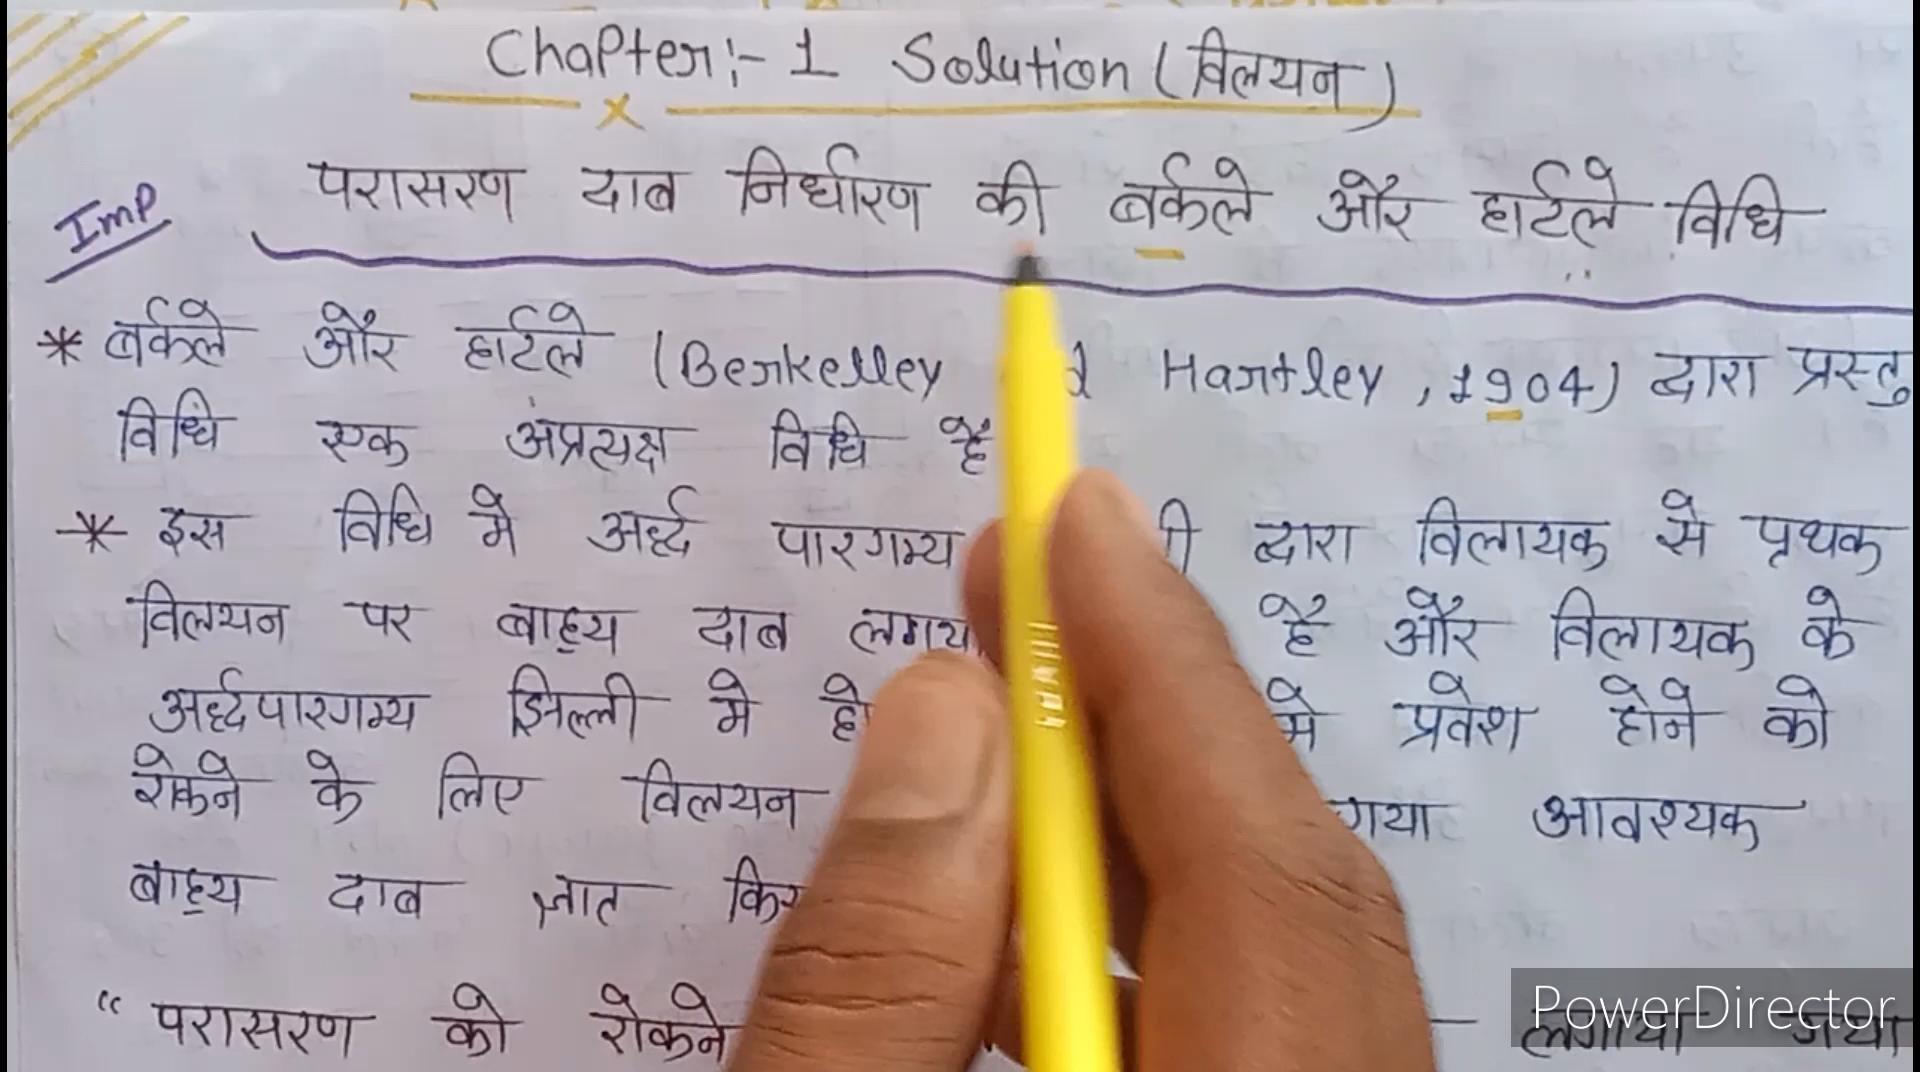 Chapter:- 1 Solution (विलयन)
Imp
परासरण दाब निर्धारण की बर्कले और हार्टले विधि
* बर्कले और हार्टले (Berkelley Hartley, 1904) द्वारा प्रस्तु
विधि एक अप्रत्यक्ष विधि है
* इस विधि मे अर्द्ध पारगम्य द्वारा विलायक से पृथक
विलयन पर बाह्य दाब है और विलायक के
अर्द्धपारगम्य झिल्ली मे मे प्रवेश होने को
रोकने के लिए विलयन गया आवश्यक
बाह्य दाब ज्ञात
“ परासरण को रोकने लगाया गया
PowerDirector